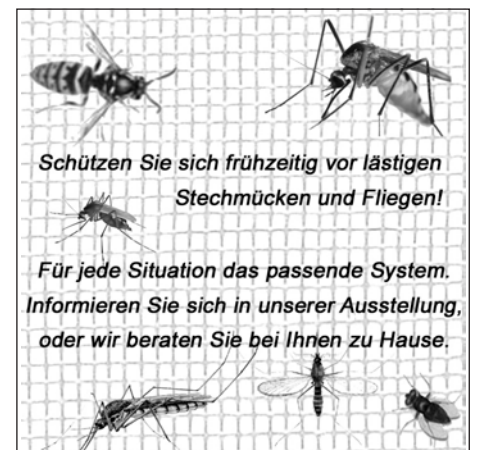 Schützen Sie sich frühzeitig vor lästigen
Stechmücken und Fliegen!
Für jede Situation das passende System.
Informieren Sie sich in unserer Ausstellung,
oder wir beraten Sie bei Ihnen zu Hause.